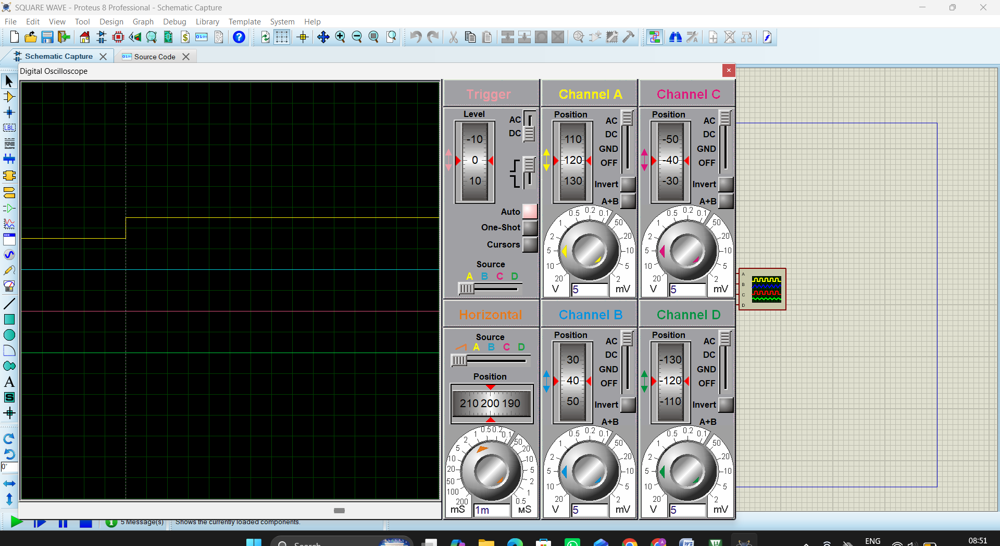 SQUARE WAVE - Proteus 8 Professional - Schematic Capture
File Edit View Tool Design Graph Debug Library Template System Help
Schematic Capture
Source Code
Digital Oscilloscope
Trigger
Level
-10
0
10
AC
DC
Auto
One-Shot
Cursors
Source
A B C D
Channel A
Position
110
120
130
AC
DC
GND
OFF
Invert
A+B
0.5 0.2 0.1
1 50
2 20
5 10
10 5
20 2
V 5 mV
Channel C
Position
-50
-40
-30
AC
DC
GND
OFF
Invert
A+B
0.5 0.2 0.1
1 50
2 20
5 10
10 5
20 2
V 5 mV
Horizontal
Source
A B C D
Position
210 200 190
0.5 0.2 0.1
1 50
2 20
5 10
10 5
20 2
50 1
100 0.5
200
mS 1m µS
Channel B
Position
30
40
50
AC
DC
GND
OFF
Invert
A+B
0.5 0.2 0.1
1 50
2 20
5 10
10 5
20 2
V 5 mV
Channel D
Position
-130
-120
-110
AC
DC
GND
OFF
Invert
A+B
0.5 0.2 0.1
1 50
2 20
5 10
10 5
20 2
V 5 mV
A
B
C
D
LBL
A
S
0°
5 Message(s)
Shows the currently loaded components.
Search
ENG
08:51